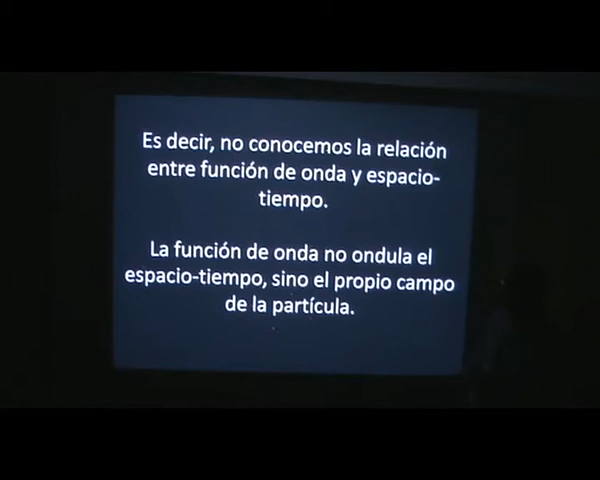 Es decir, no conocemos la relación
entre función de onda y espacio-
tiempo.
La función de onda no ondula el
espacio-tiempo, sino el propio campo
de la partícula.